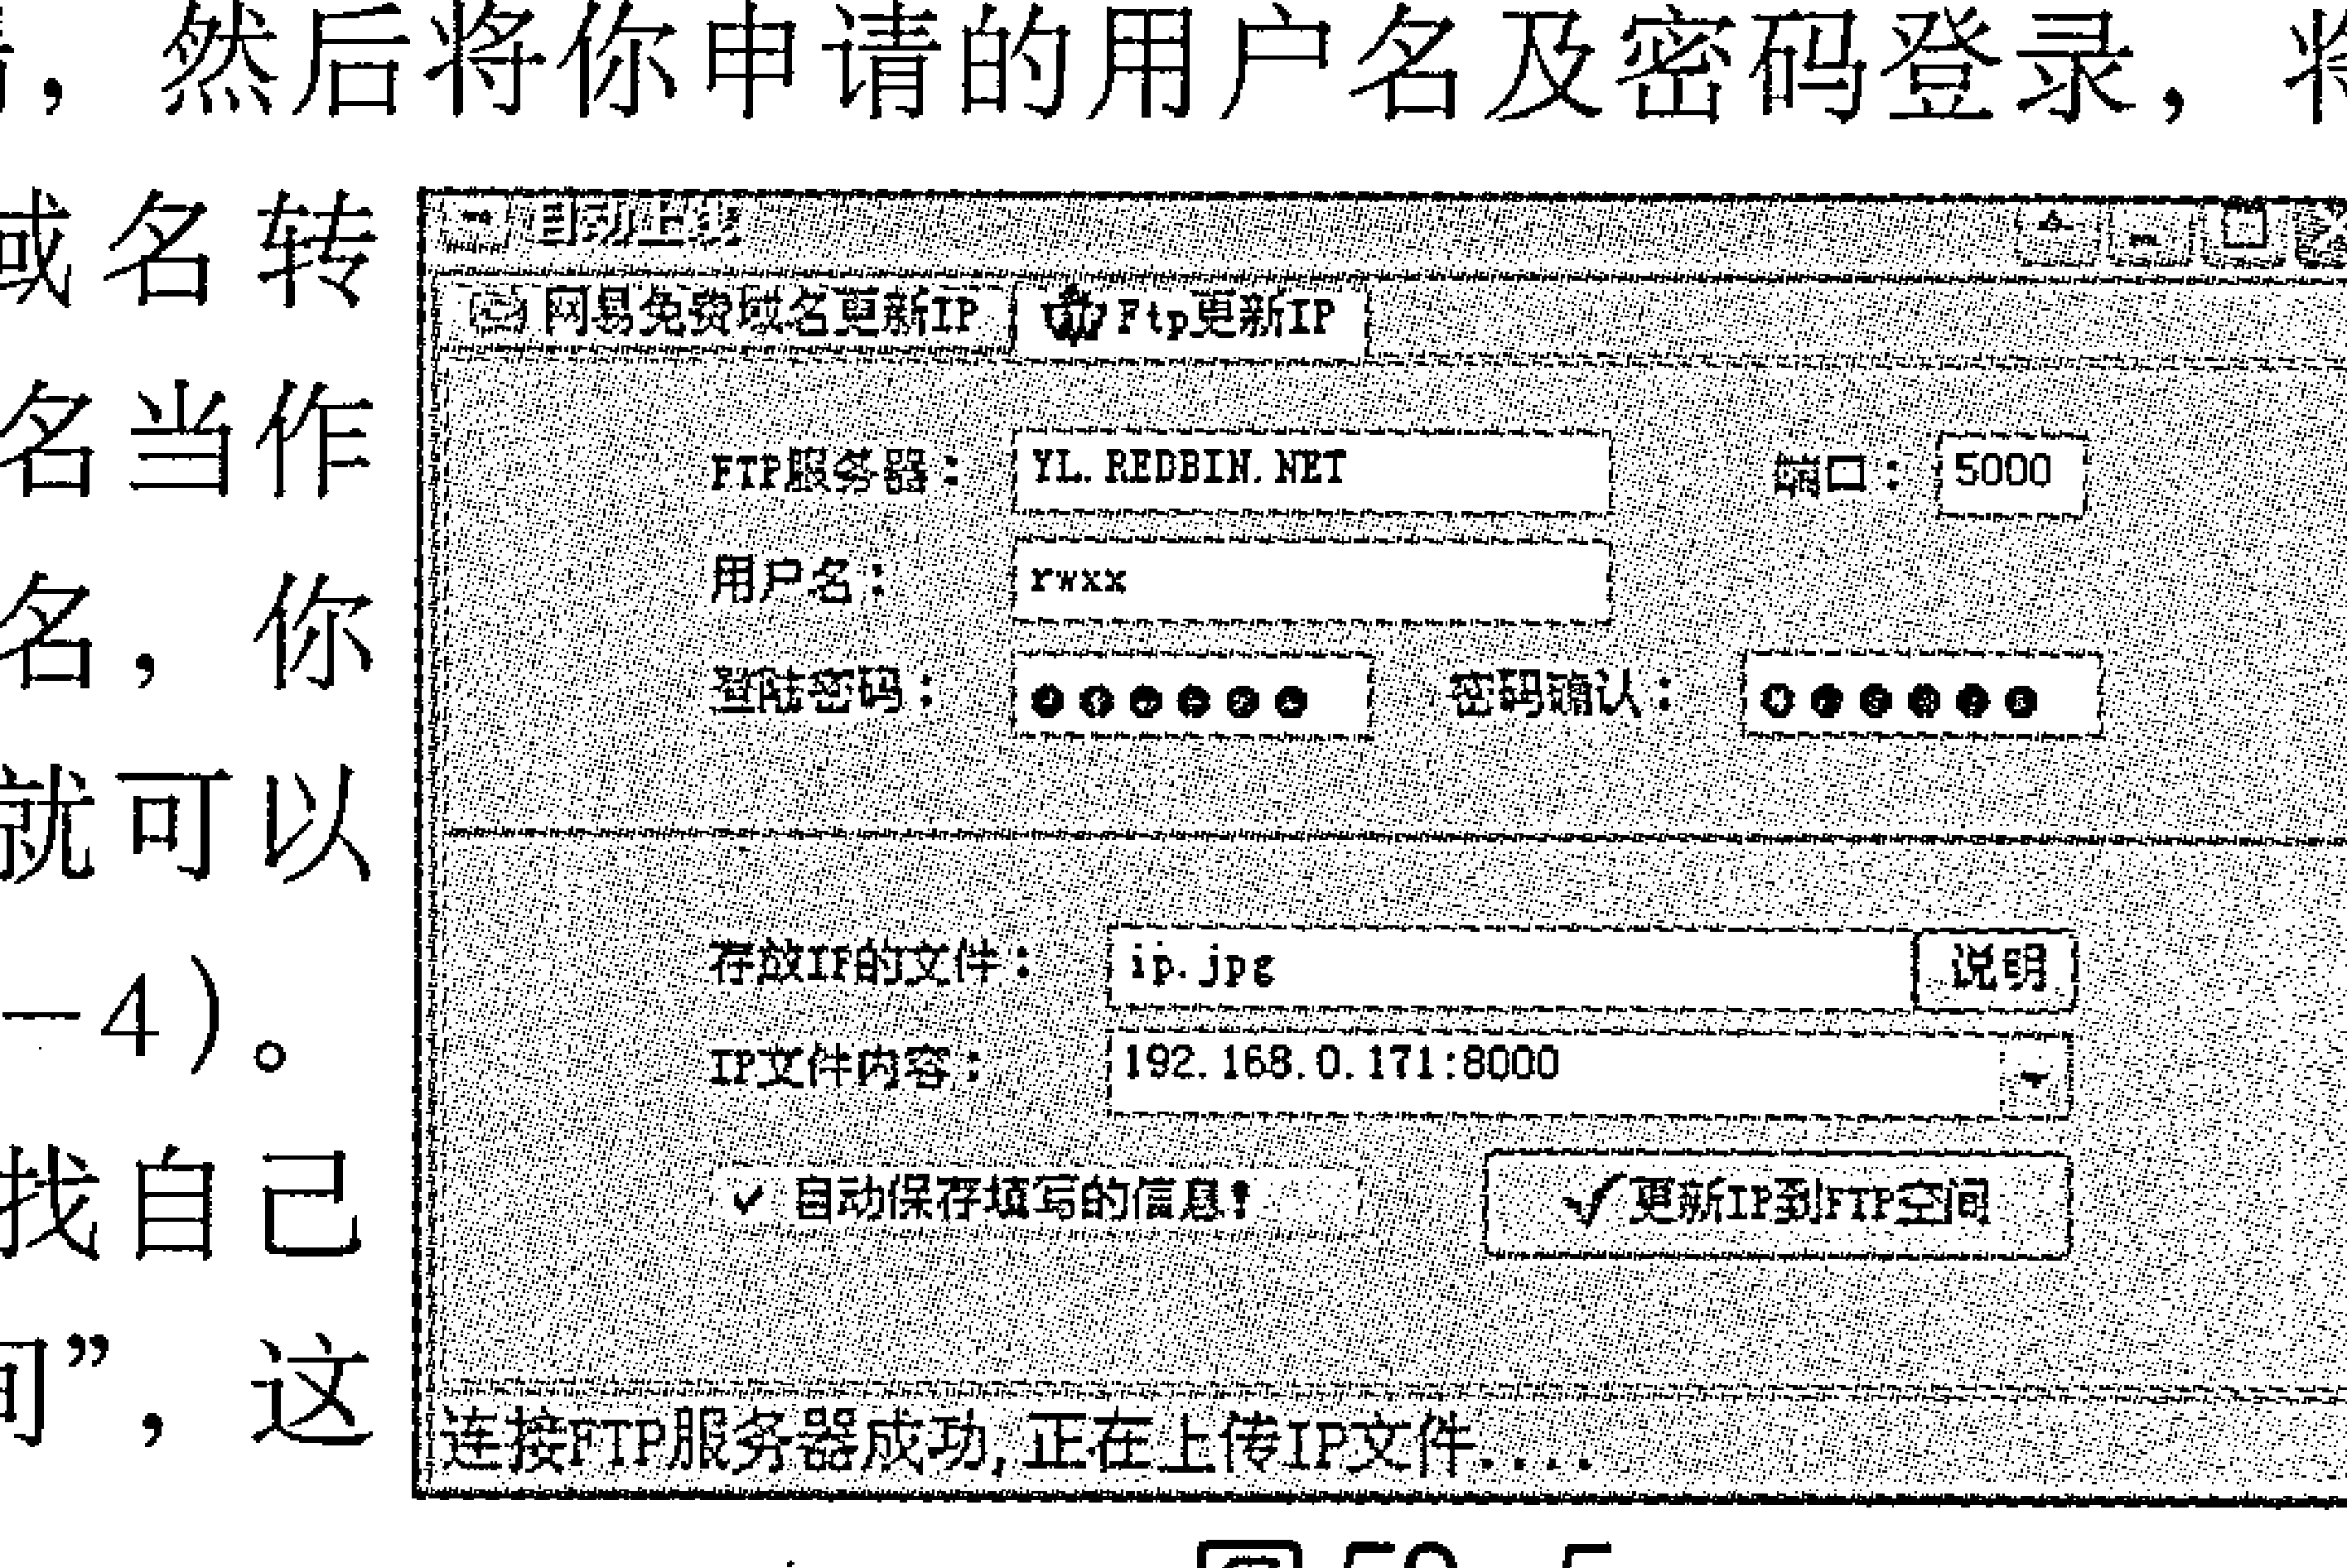 ，然后将你申请的用户名及密码登录，将
域名转
名当作
名，你
就可以
－4）。
找自己
间”，这
自动上线
网易免费域名更新IP Ftp更新IP
FTP服务器： YL.REDBIN.NET 端口： 5000
用户名： rwxx
登陆密码： 密码确认：
存放IP的文件： ip.jpg 说明
IP文件内容： 192.168.0.171:8000
自动保存填写的信息! 更新IP到FTP空间
连接FTP服务器成功,正在上传IP文件....